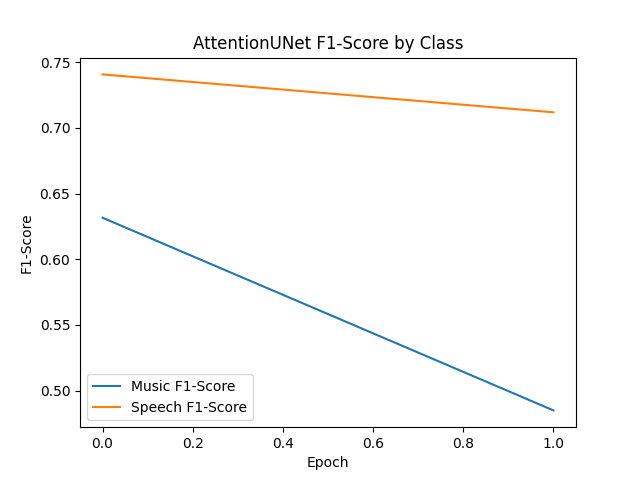 AttentionUNet F1-Score by Class
0.75
0.70
0.65
0.60
0.55
0.50
F1-Score
Music F1-Score
Speech F1-Score
0.0 0.2 0.4 0.6 0.8 1.0
Epoch